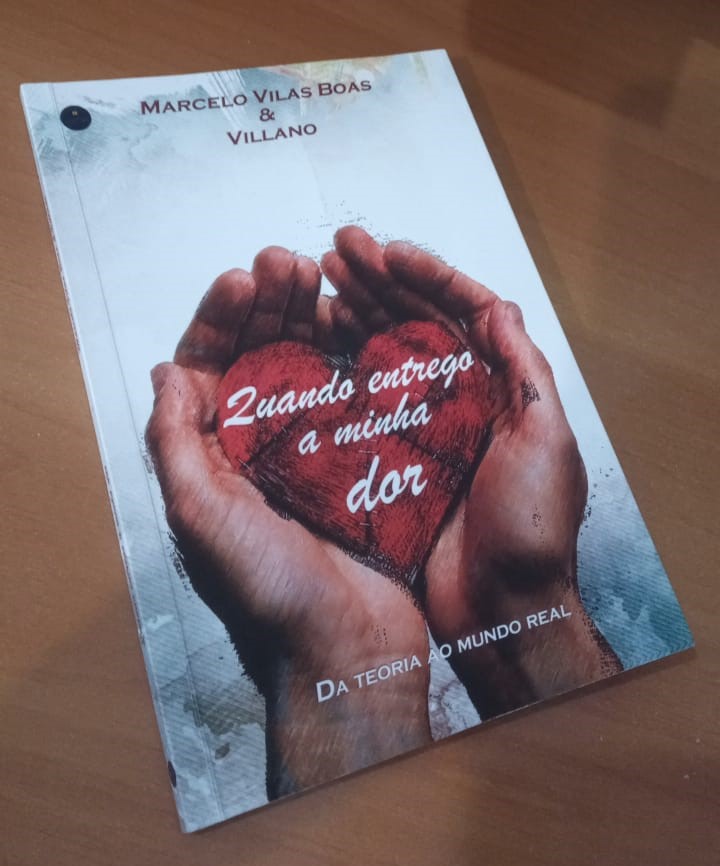 MARCELO VILAS BOAS
&
VILLANO
Quando entrego
a minha
dor
DA TEORIA AO MUNDO REAL